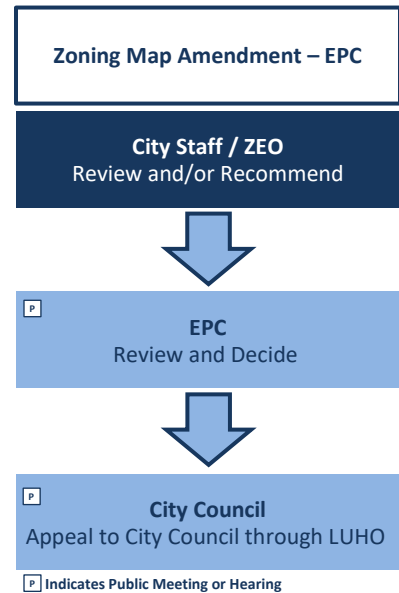 Zoning Map Amendment – EPC
City Staff / ZEO
Review and/or Recommend
P
EPC
Review and Decide
P
City Council
Appeal to City Council through LUHO
P Indicates Public Meeting or Hearing